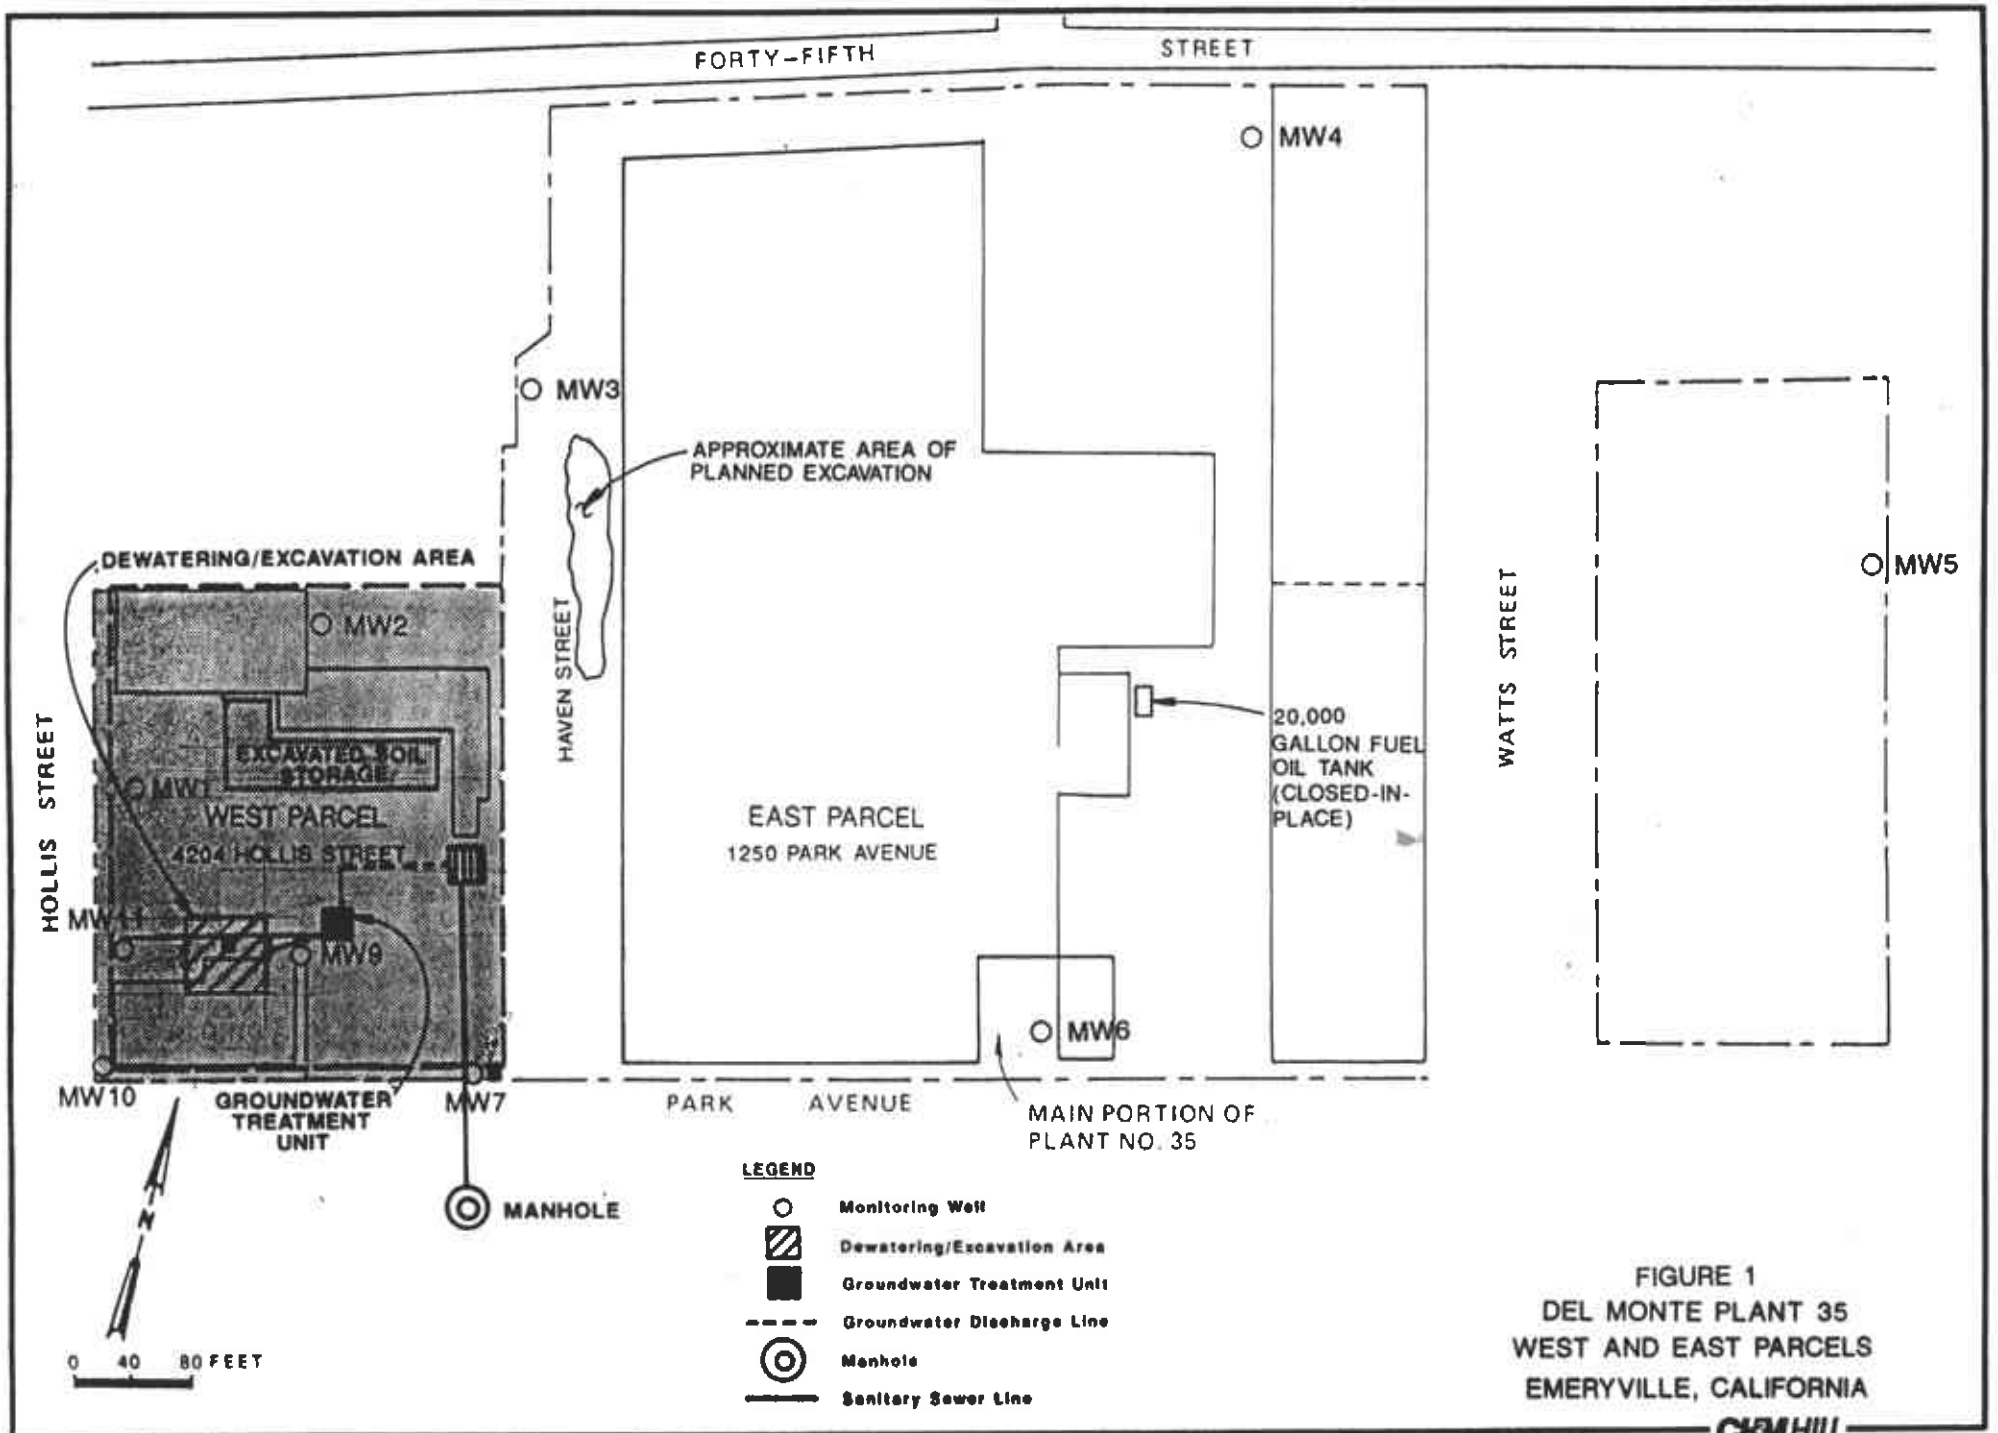 FORTY-FIFTH STREET
MW4
MW3
APPROXIMATE AREA OF
PLANNED EXCAVATION
DEWATERING/EXCAVATION AREA
MW5
MW2
HAVEN STREET
WATTS STREET
HOLLIS STREET
20,000
GALLON FUEL
OIL TANK
(CLOSED-IN-
PLACE)
EXCAVATED SOIL
STORAGE
MW1
WEST PARCEL
4204 HOLLIS STREET
EAST PARCEL
1250 PARK AVENUE
MW11
MW9
MW6
MW10
GROUNDWATER
TREATMENT
UNIT
MW7
PARK AVENUE
MAIN PORTION OF
PLANT NO. 35
N
MANHOLE
0 40 80 FEET
LEGEND
Monitoring Well
Dewatering/Excavation Area
Groundwater Treatment Unit
Groundwater Discharge Line
Manhole
Sanitary Sewer Line
FIGURE 1
DEL MONTE PLANT 35
WEST AND EAST PARCELS
EMERYVILLE, CALIFORNIA
CH2M HILL